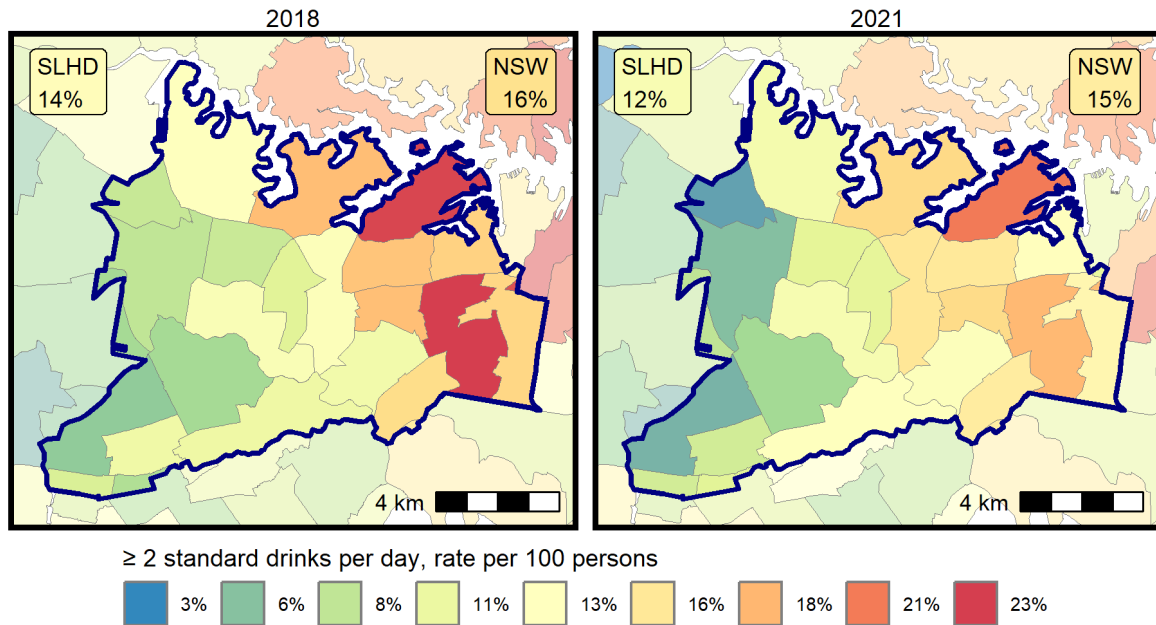 2018
2021
SLHD
14%
NSW
16%
SLHD
12%
NSW
15%
4 km
4 km
≥ 2 standard drinks per day, rate per 100 persons
3%
6%
8%
11%
13%
16%
18%
21%
23%